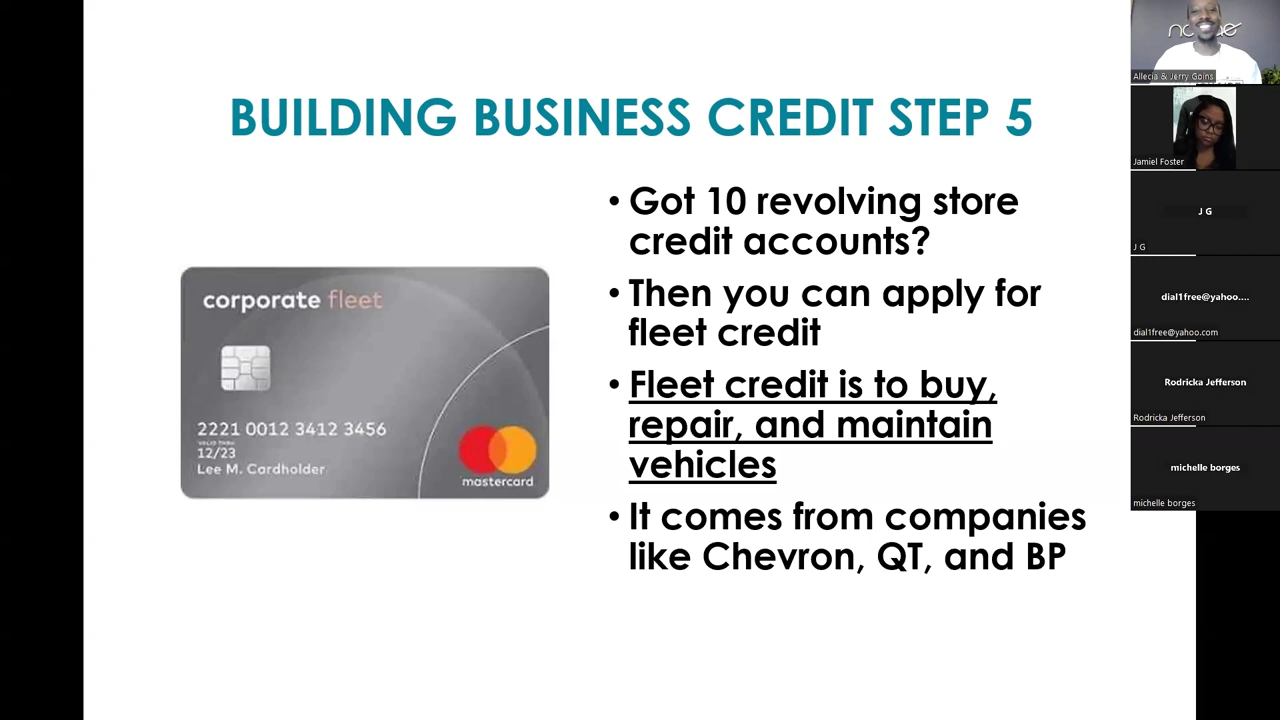 BUILDING BUSINESS CREDIT STEP 5
corporate fleet
2221 0012 3412 3456
VALID THRU
12/23
Lee M. Cardholder
mastercard
• Got 10 revolving store
credit accounts?
• Then you can apply for
fleet credit
• Fleet credit is to buy,
repair, and maintain
vehicles
• It comes from companies
like Chevron, QT, and BP
Allecia & Jerry Goins
Jamiel Foster
J G
J G
dial1free@yahoo....
dial1free@yahoo.com
Rodricka Jefferson
Rodricka Jefferson
michelle borges
michelle borges